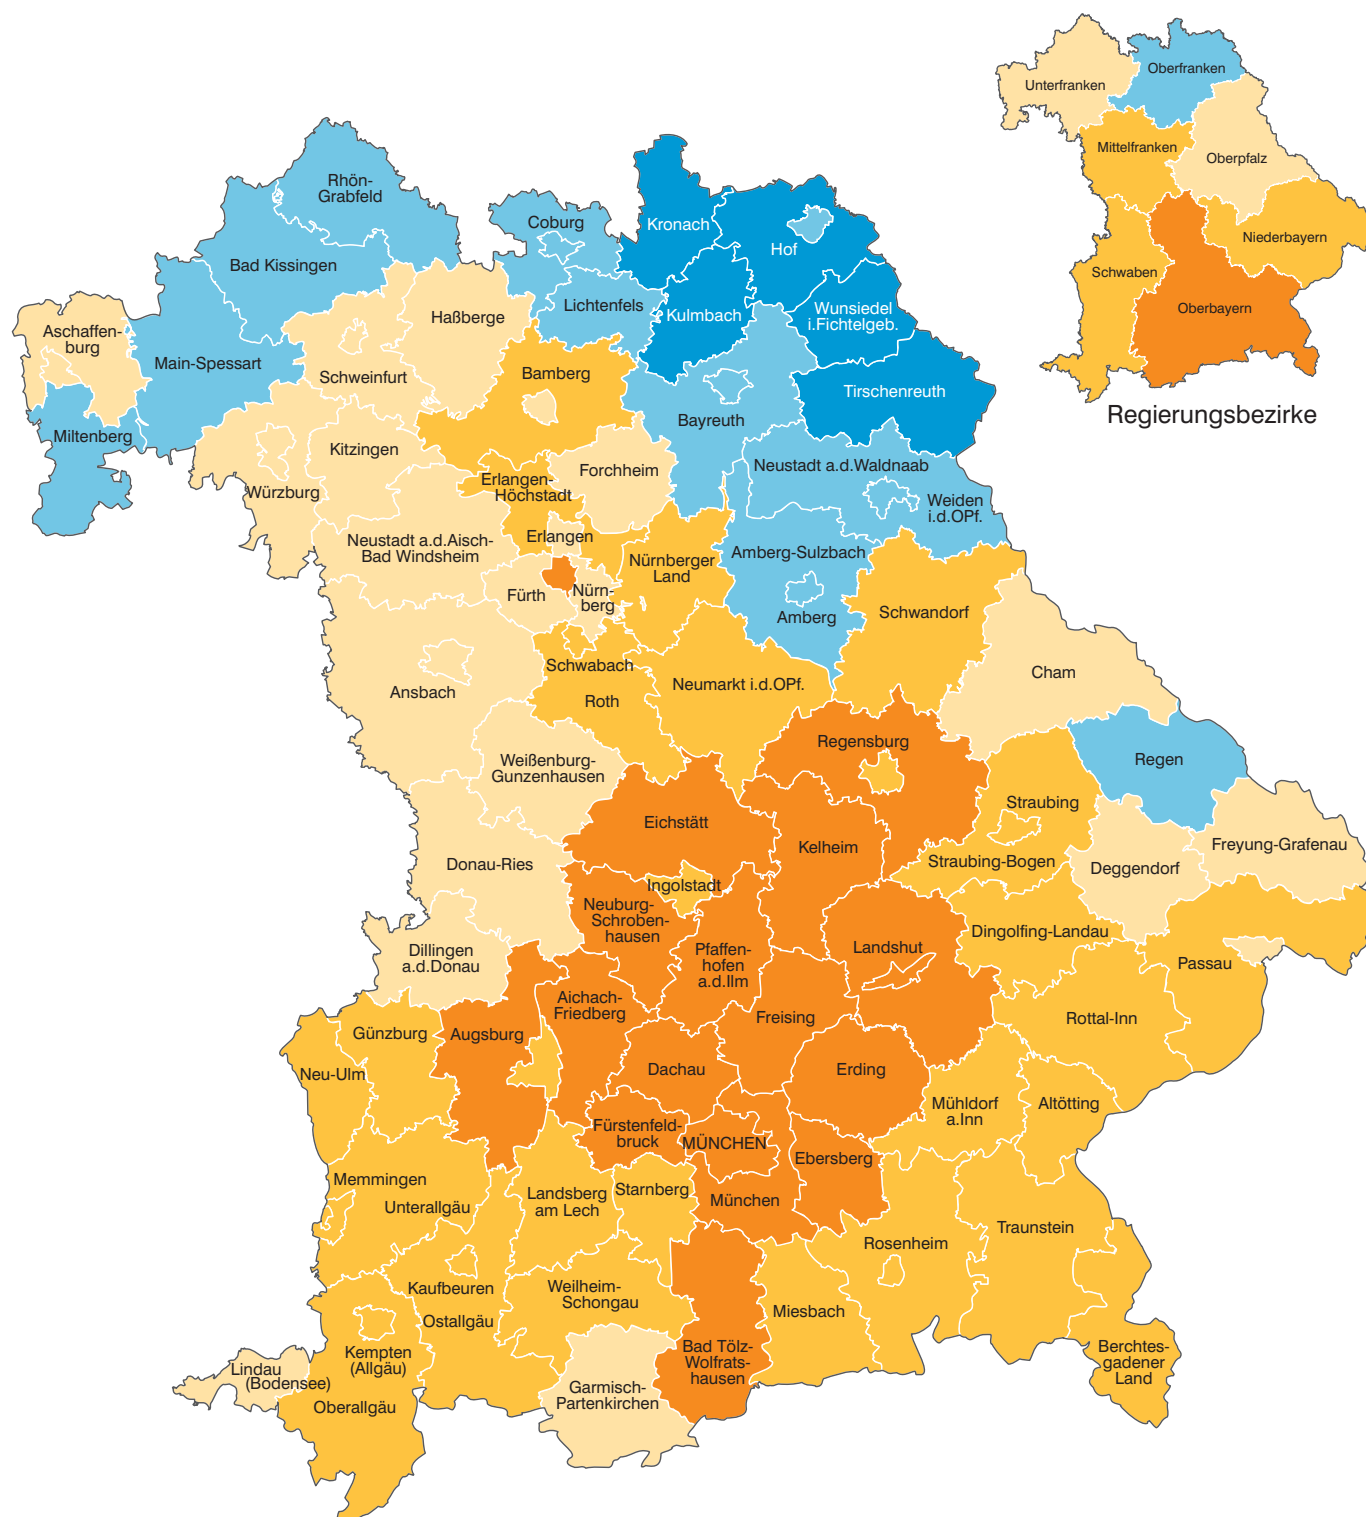 Unterfranken
Oberfranken
Mittelfranken
Oberpfalz
Niederbayern
Schwaben
Oberbayern
Regierungsbezirke
Rhön-
Grabfeld
Coburg
Kronach
Hof
Bad Kissingen
Lichtenfels
Kulmbach
Wunsiedel
i.Fichtelgeb.
Aschaffen-
burg
Haßberge
Main-Spessart
Schweinfurt
Bamberg
Tirschenreuth
Miltenberg
Kitzingen
Bayreuth
Würzburg
Forchheim
Neustadt a.d.Waldnaab
Erlangen-
Höchstadt
Weiden
i.d.OPf.
Neustadt a.d.Aisch-
Bad Windsheim
Erlangen
Nürnberger
Land
Amberg-Sulzbach
Fürth
Nürn-
berg
Amberg
Schwandorf
Schwabach
Ansbach
Roth
Neumarkt i.d.OPf.
Cham
Weißenburg-
Gunzenhausen
Regensburg
Regen
Eichstätt
Straubing
Kelheim
Donau-Ries
Straubing-Bogen
Deggendorf
Freyung-Grafenau
Ingolstadt
Neuburg-
Schroben-
hausen
Dillingen
a.d.Donau
Pfaffen-
hofen
a.d.Ilm
Landshut
Dingolfing-Landau
Passau
Aichach-
Friedberg
Günzburg
Augsburg
Freising
Rottal-Inn
Neu-Ulm
Dachau
Erding
Mühldorf
a.Inn
Altötting
Fürstenfeld-
bruck
MÜNCHEN
Ebersberg
Memmingen
Unterallgäu
Landsberg
am Lech
Starnberg
München
Rosenheim
Traunstein
Kaufbeuren
Ostallgäu
Weilheim-
Schongau
Miesbach
Kempten
(Allgäu)
Bad Tölz-
Wolfrats-
hausen
Berchtes-
gadener
Land
Lindau
(Bodensee)
Oberallgäu
Garmisch-
Partenkirchen